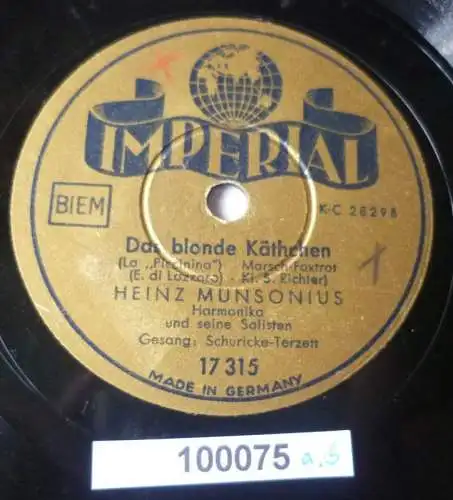 IMPERIAL
BIEM
K-C 28298
Das blonde Käthchen
(La „Piccinina") Marsch-Foxtrot
(E. di Lazzaro - Kl. S. Richter)
HEINZ MUNSONIUS
Harmonika
und seine Solisten
Gesang: Schuricke-Terzett
17 315
MADE IN GERMANY
100075 a.S